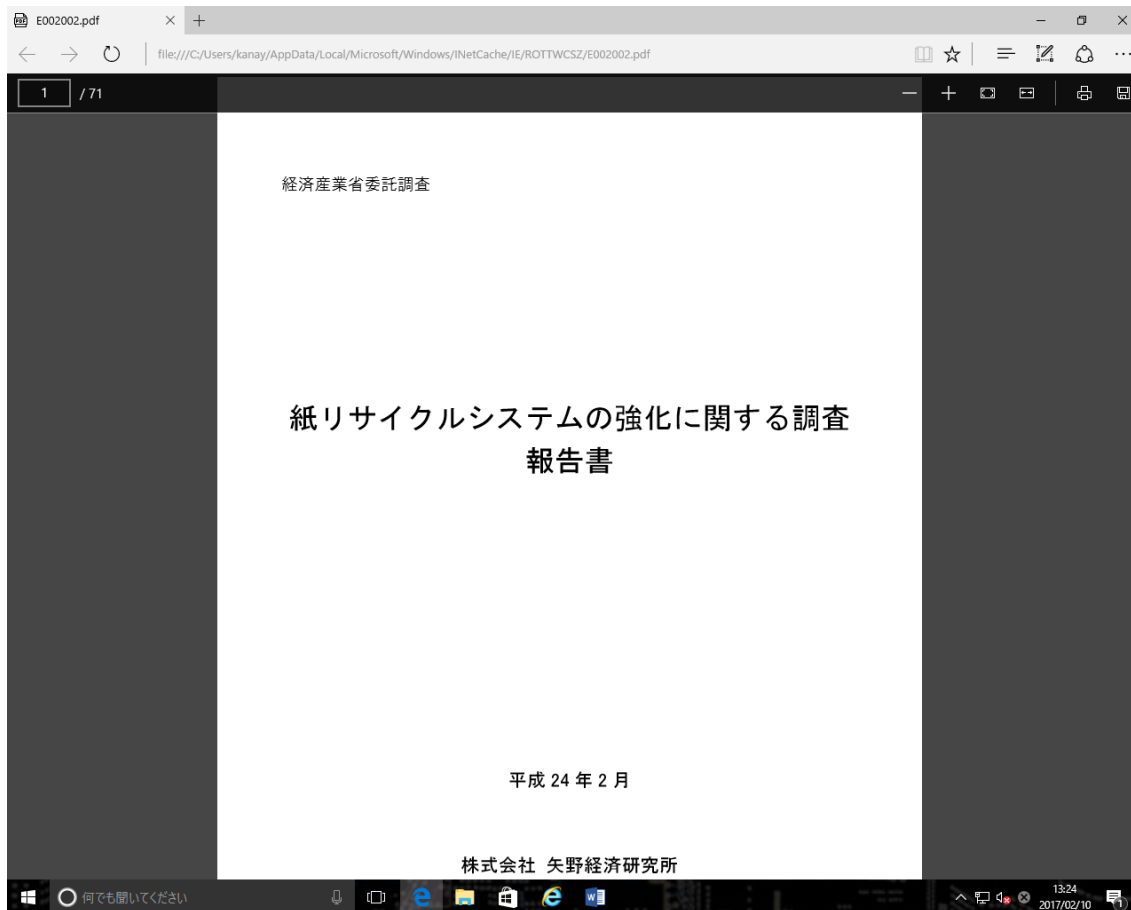 E002002.pdf
file:///C:/Users/kanay/AppData/Local/Microsoft/Windows/INetCache/IE/ROTTWCSZ/E002002.pdf
1 / 71
経済産業省委託調査
紙リサイクルシステムの強化に関する調査
報告書
平成 24 年 2 月
株式会社 矢野経済研究所
何でも聞いてください
13:24
2017/02/10